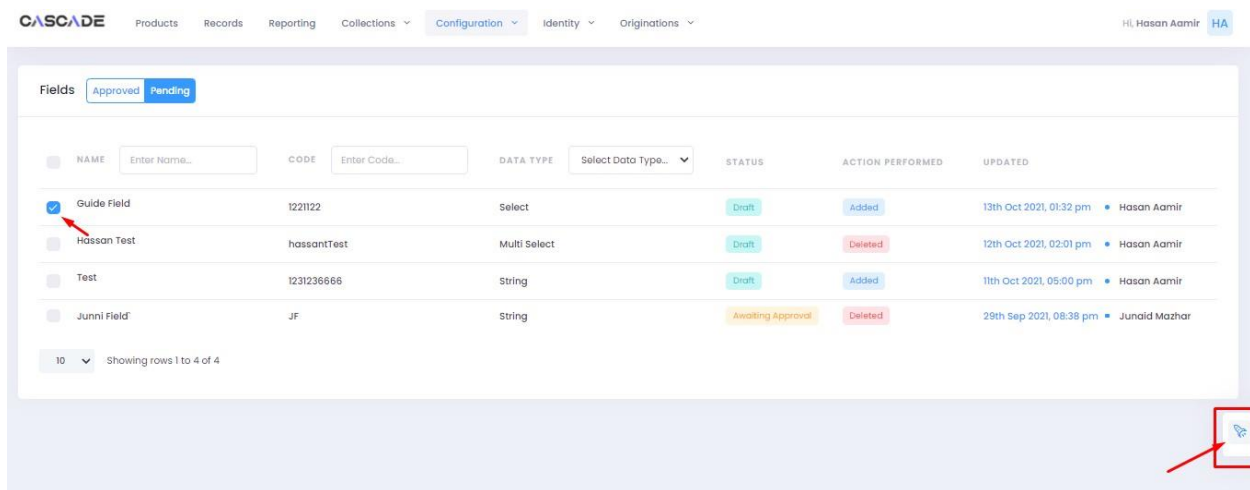 CASCADE Products Records Reporting Collections Configuration Identity Originations Hi, Hasan Aamir HA
Fields Approved Pending
NAME Enter Name... CODE Enter Code... DATA TYPE Select Data Type... STATUS ACTION PERFORMED UPDATED
Guide Field 1221122 Select Draft Added 13th Oct 2021, 01:32 pm Hasan Aamir
Hassan Test hassantTest Multi Select Draft Deleted 12th Oct 2021, 02:01 pm Hasan Aamir
Test 1231236666 String Draft Added 11th Oct 2021, 05:00 pm Hasan Aamir
Junni Field` JF String Awaiting Approval Deleted 29th Sep 2021, 08:38 pm Junaid Mazhar
10 Showing rows 1 to 4 of 4